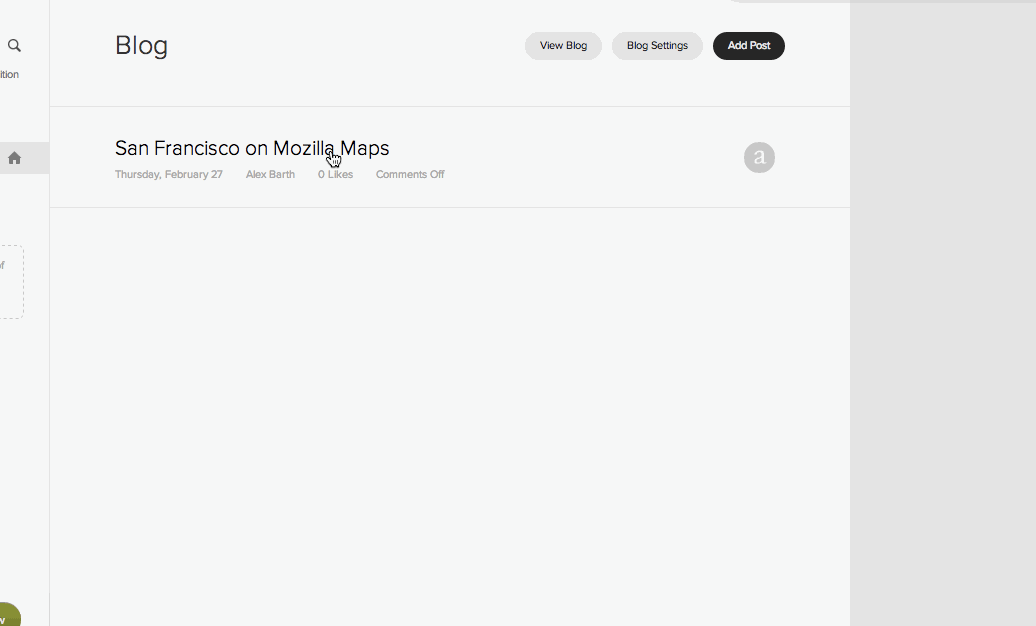 Blog
View Blog
Blog Settings
Add Post
ition
San Francisco on Mozilla Maps
Thursday, February 27 Alex Barth 0 Likes Comments Off
a
of
w